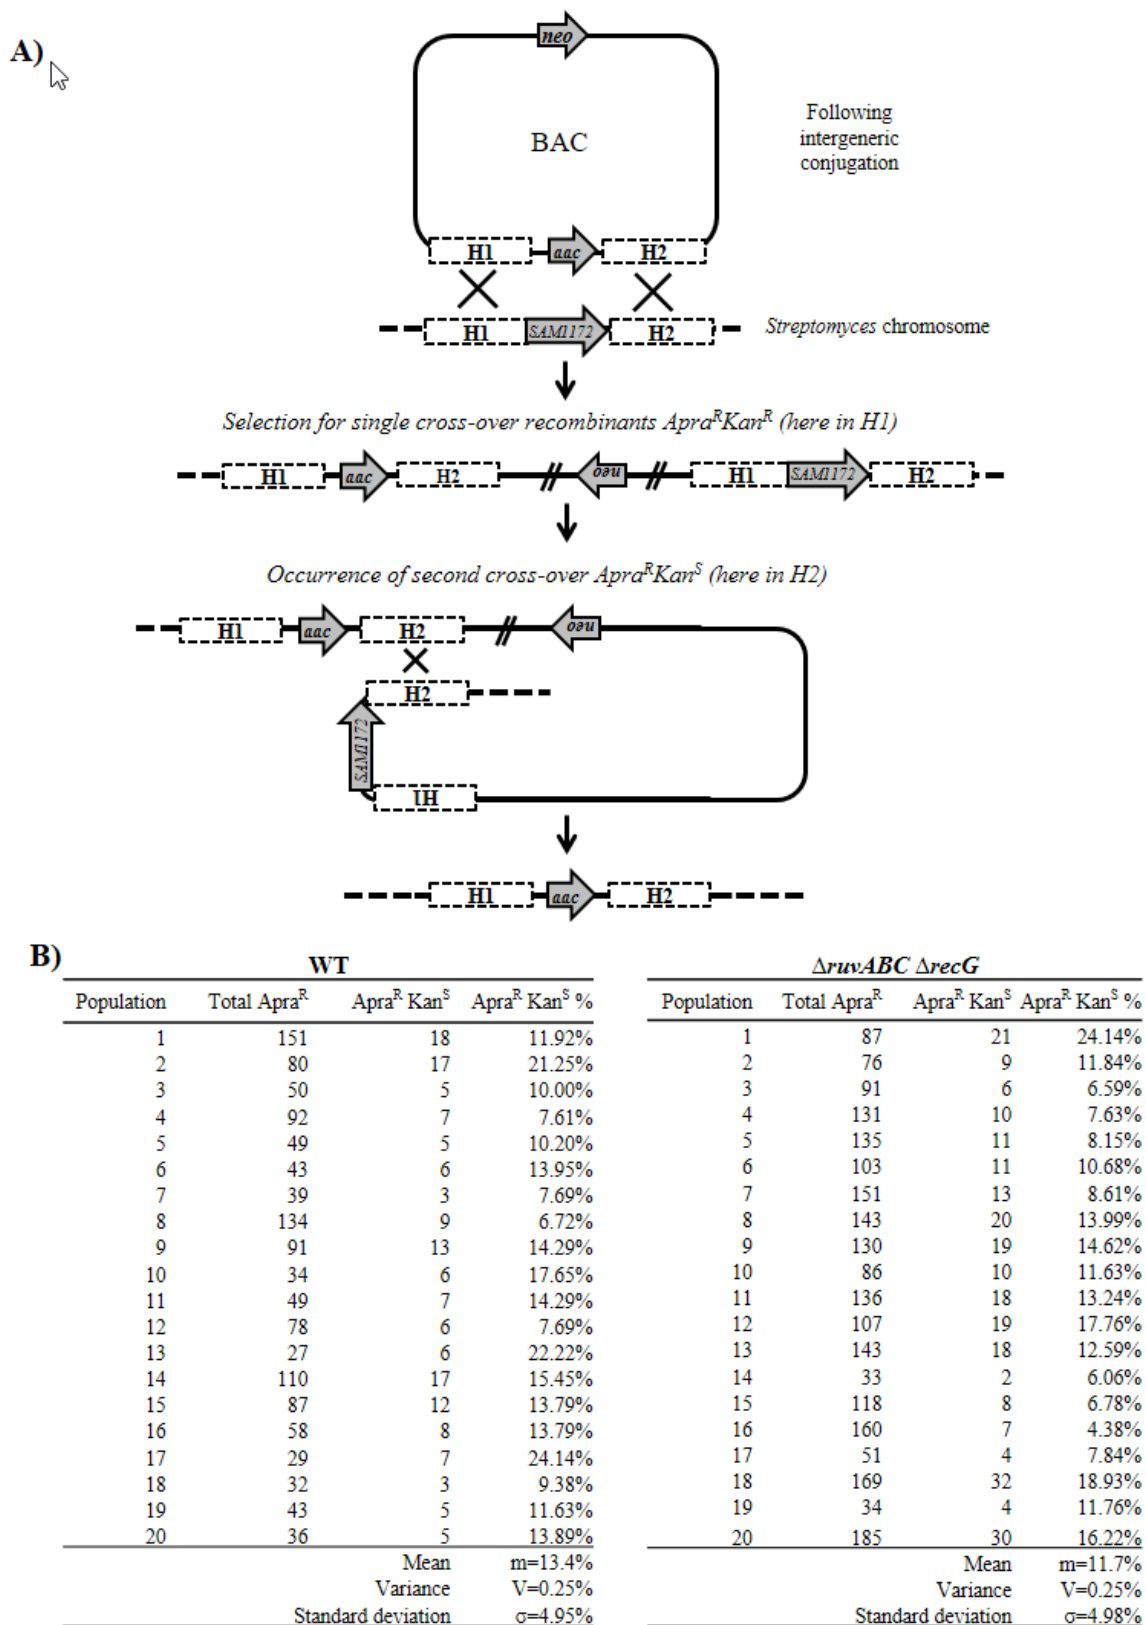 A)
neo
BAC
Following
intergeneric
conjugation
H1 aac H2
H1 SAM1172 H2
Streptomyces chromosome
Selection for single cross-over recombinants Apra^R Kan^R (here in H1)
H1 aac H2 neo H1 SAM1172 H2
Occurrence of second cross-over Apra^R Kan^S (here in H2)
H1 aac H2 neo
H2
SAM1172
H1
H1 aac H2
B)
WT
Population Total Apra^R Apra^R Kan^S Apra^R Kan^S %
1 151 18 11.92%
2 80 17 21.25%
3 50 5 10.00%
4 92 7 7.61%
5 49 5 10.20%
6 43 6 13.95%
7 39 3 7.69%
8 134 9 6.72%
9 91 13 14.29%
10 34 6 17.65%
11 49 7 14.29%
12 78 6 7.69%
13 27 6 22.22%
14 110 17 15.45%
15 87 12 13.79%
16 58 8 13.79%
17 29 7 24.14%
18 32 3 9.38%
19 43 5 11.63%
20 36 5 13.89%
Mean m=13.4%
Variance V=0.25%
Standard deviation σ=4.95%
ΔruvABC ΔrecG
Population Total Apra^R Apra^R Kan^S Apra^R Kan^S %
1 87 21 24.14%
2 76 9 11.84%
3 91 6 6.59%
4 131 10 7.63%
5 135 11 8.15%
6 103 11 10.68%
7 151 13 8.61%
8 143 20 13.99%
9 130 19 14.62%
10 86 10 11.63%
11 136 18 13.24%
12 107 19 17.76%
13 143 18 12.59%
14 33 2 6.06%
15 118 8 6.78%
16 160 7 4.38%
17 51 4 7.84%
18 169 32 18.93%
19 34 4 11.76%
20 185 30 16.22%
Mean m=11.7%
Variance V=0.25%
Standard deviation σ=4.98%